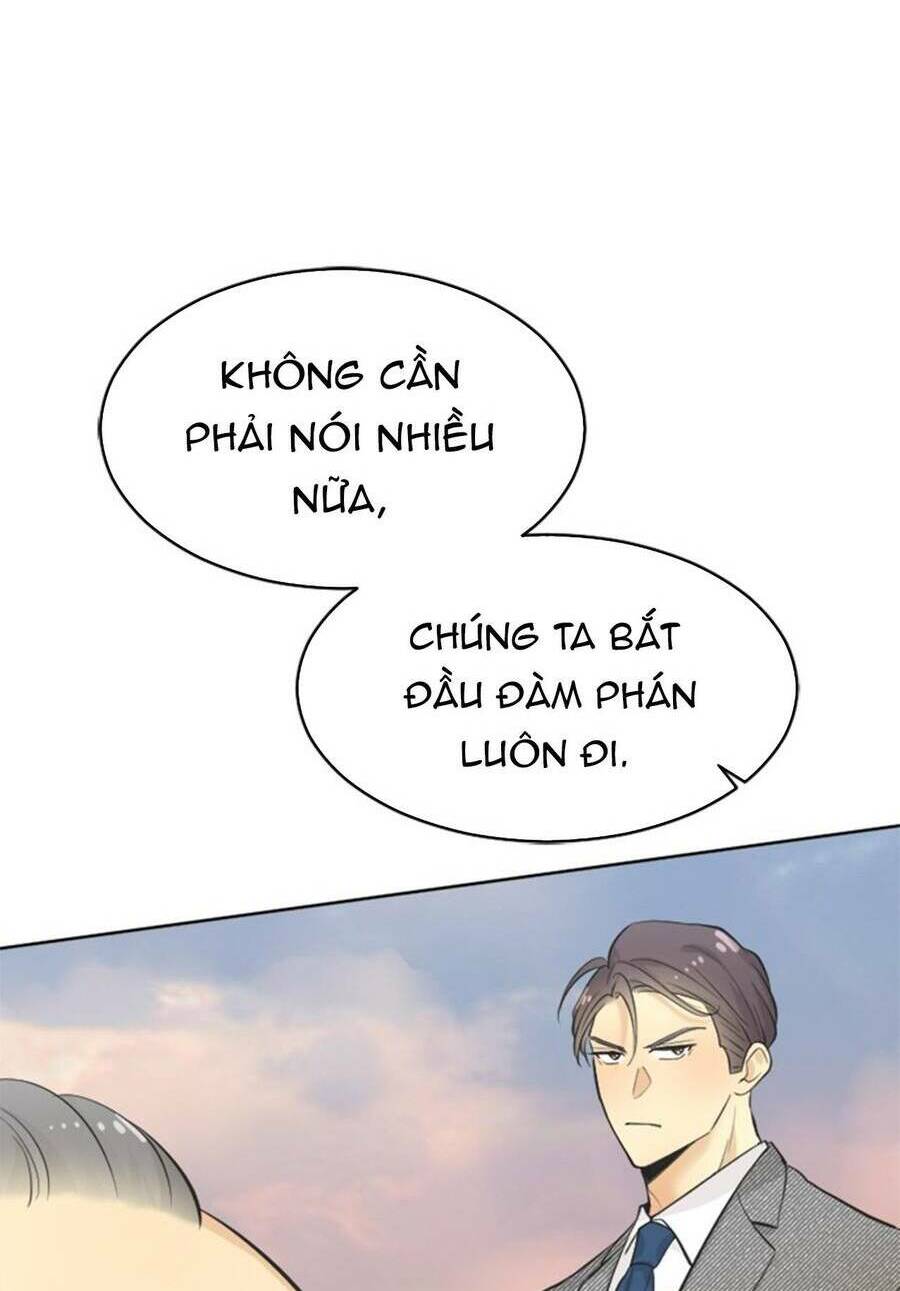 KHÔNG CẦN
PHẢI NÓI NHIỀU
NỮA,
CHÚNG TA BẮT
ĐẦU ĐÀM PHÁN
LUÔN ĐI.